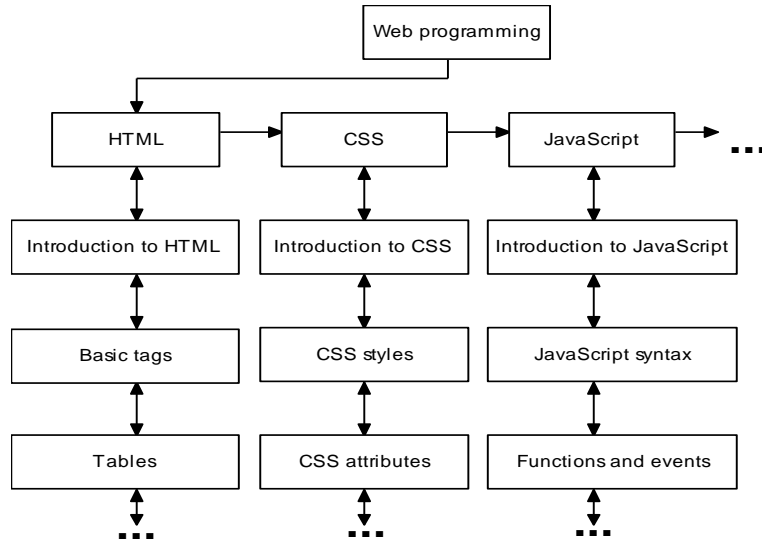 Web programming
HTML
CSS
JavaScript
...
Introduction to HTML
Introduction to CSS
Introduction to JavaScript
Basic tags
CSS styles
JavaScript syntax
Tables
CSS attributes
Functions and events
...
...
...